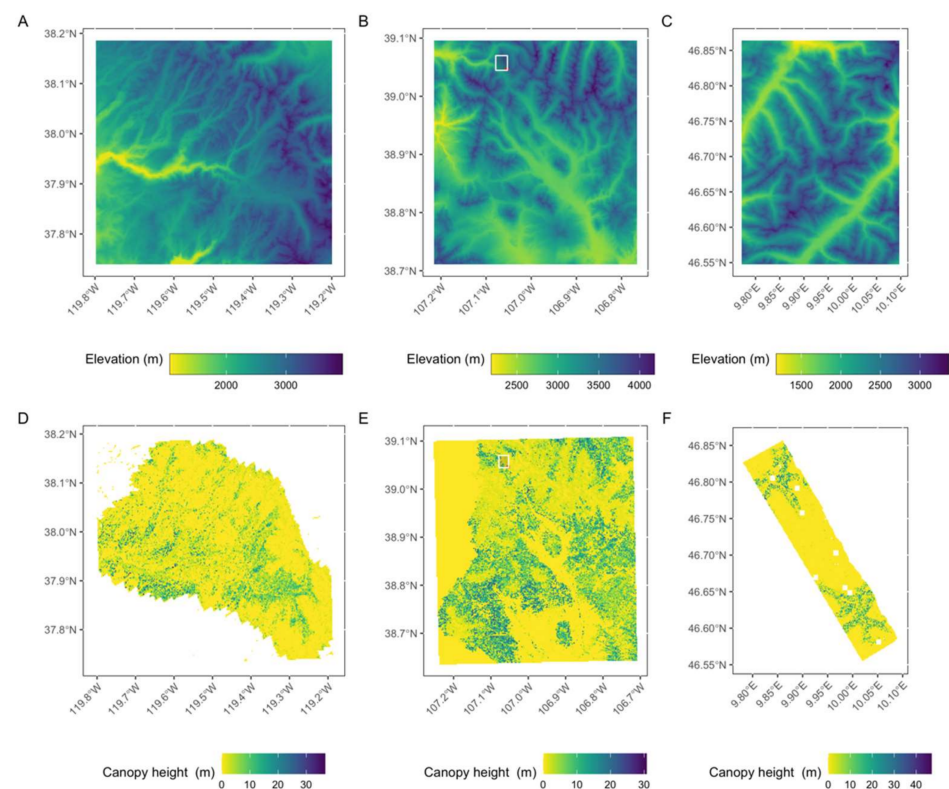 A
B
C
38.2°N
38.1°N
38.0°N
37.9°N
37.8°N
119.8°W
119.7°W
119.6°W
119.5°W
119.4°W
119.3°W
119.2°W
39.1°N
39.0°N
38.9°N
38.8°N
38.7°N
107.2°W
107.1°W
107.0°W
106.9°W
106.8°W
46.85°N
46.80°N
46.75°N
46.70°N
46.65°N
46.60°N
46.55°N
9.80°E
9.85°E
9.90°E
9.95°E
10.00°E
10.05°E
10.10°E
Elevation (m)
2000 3000
Elevation (m)
2500 3000 3500 4000
Elevation (m)
1500 2000 2500 3000
D
E
F
38.2°N
38.1°N
38.0°N
37.9°N
37.8°N
119.8°W
119.7°W
119.6°W
119.5°W
119.4°W
119.3°W
119.2°W
39.1°N
39.0°N
38.9°N
38.8°N
38.7°N
107.2°W
107.1°W
107.0°W
106.9°W
106.8°W
106.7°W
46.85°N
46.80°N
46.75°N
46.70°N
46.65°N
46.60°N
46.55°N
9.80°E
9.85°E
9.90°E
9.95°E
10.00°E
10.05°E
10.10°E
Canopy height (m)
0 10 20 30
Canopy height (m)
0 10 20 30
Canopy height (m)
0 10 20 30 40